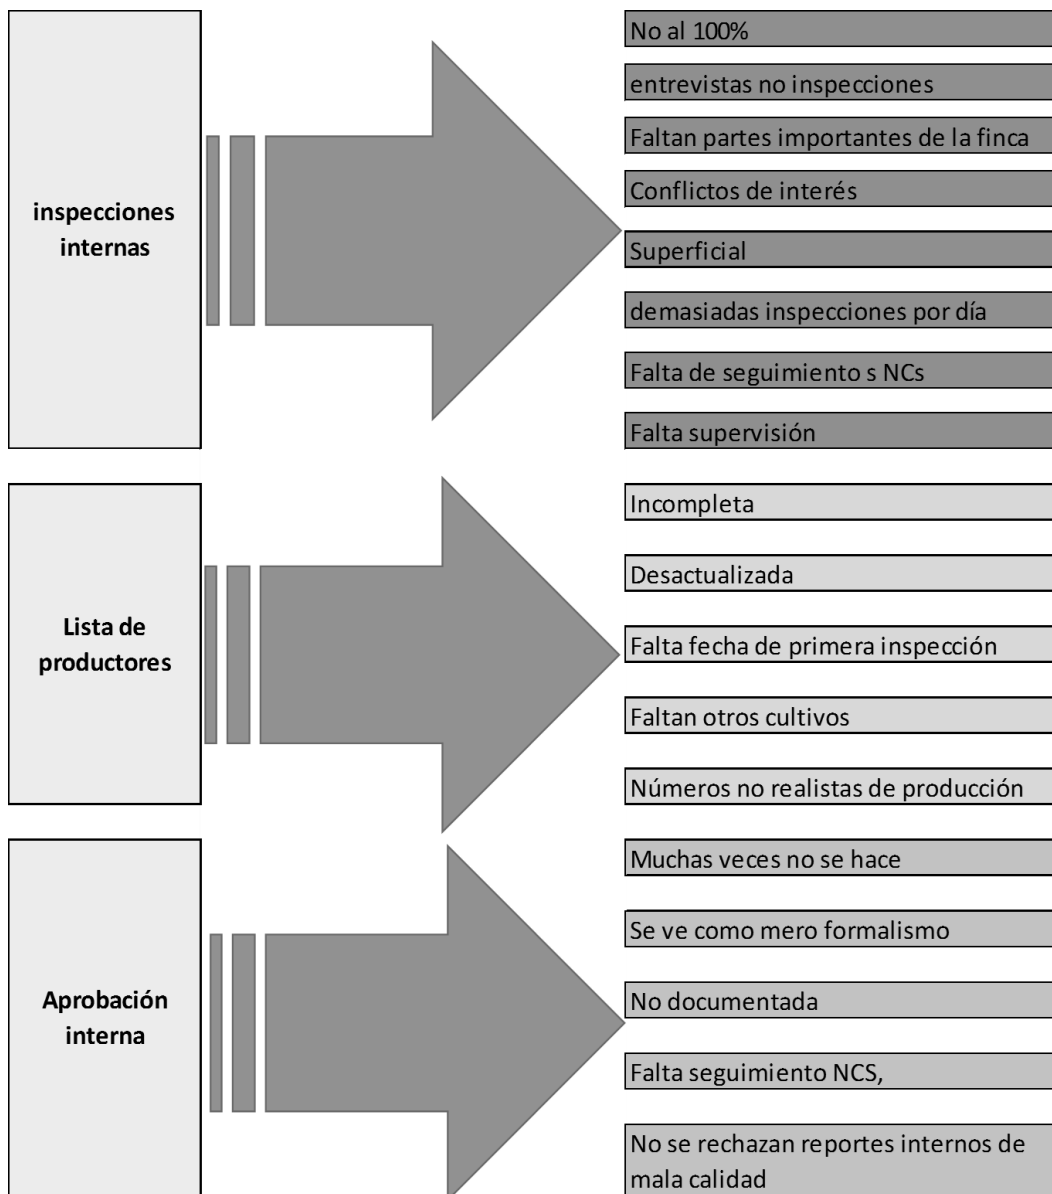 inspecciones
internas
No al 100%
entrevistas no inspecciones
Faltan partes importantes de la finca
Conflictos de interés
Superficial
demasiadas inspecciones por día
Falta de seguimiento s NCs
Falta supervisión
Lista de
productores
Incompleta
Desactualizada
Falta fecha de primera inspección
Faltan otros cultivos
Números no realistas de producción
Aprobación
interna
Muchas veces no se hace
Se ve como mero formalismo
No documentada
Falta seguimiento NCS,
No se rechazan reportes internos de
mala calidad